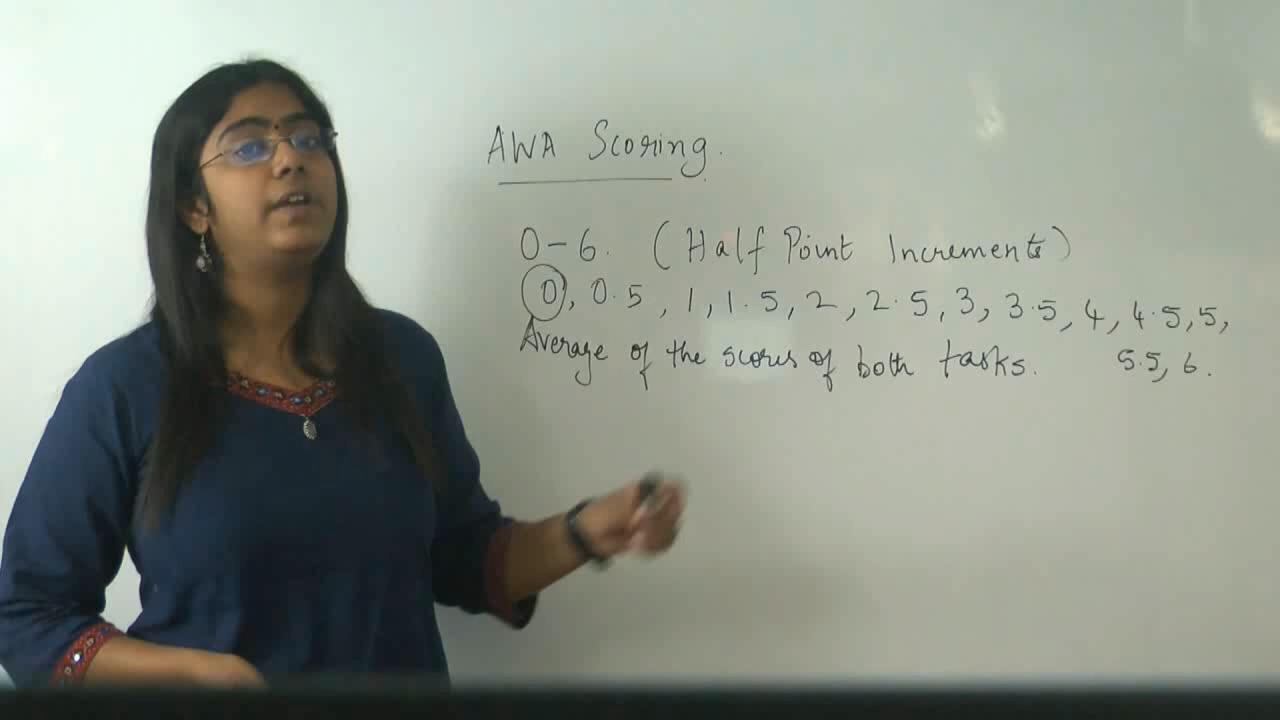 AWA Scoring.
0-6. (Half Point Increments)
0, 0.5, 1, 1.5, 2, 2.5, 3, 3.5, 4, 4.5, 5,
5.5, 6.
Average of the scores of both tasks.